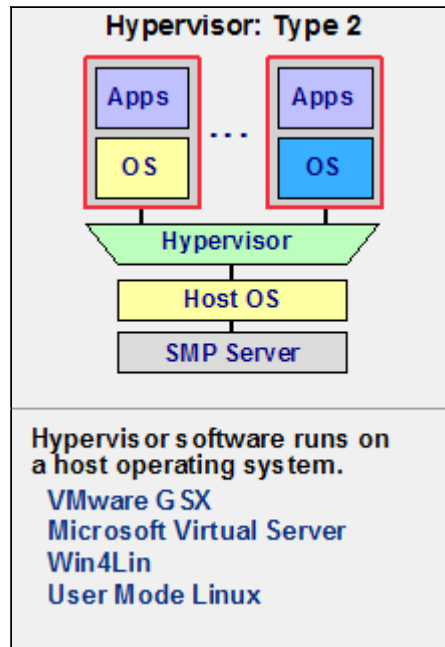 Hypervisor: Type 2
Apps
Apps
...
OS
OS
Hypervisor
Host OS
SMP Server
Hypervisor software runs on
a host operating system.
VMware GSX
Microsoft Virtual Server
Win4Lin
User Mode Linux